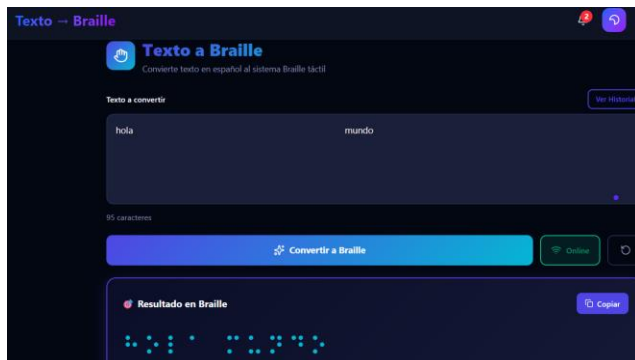 Texto → Braille
2
Texto a Braille
Convierte texto en español al sistema Braille táctil
Texto a convertir
Ver Historial
hola mundo
95 caracteres
Convertir a Braille
Online
Resultado en Braille
Copiar
⠓⠕⠇⠁ ⠍⠥⠝⠙⠕